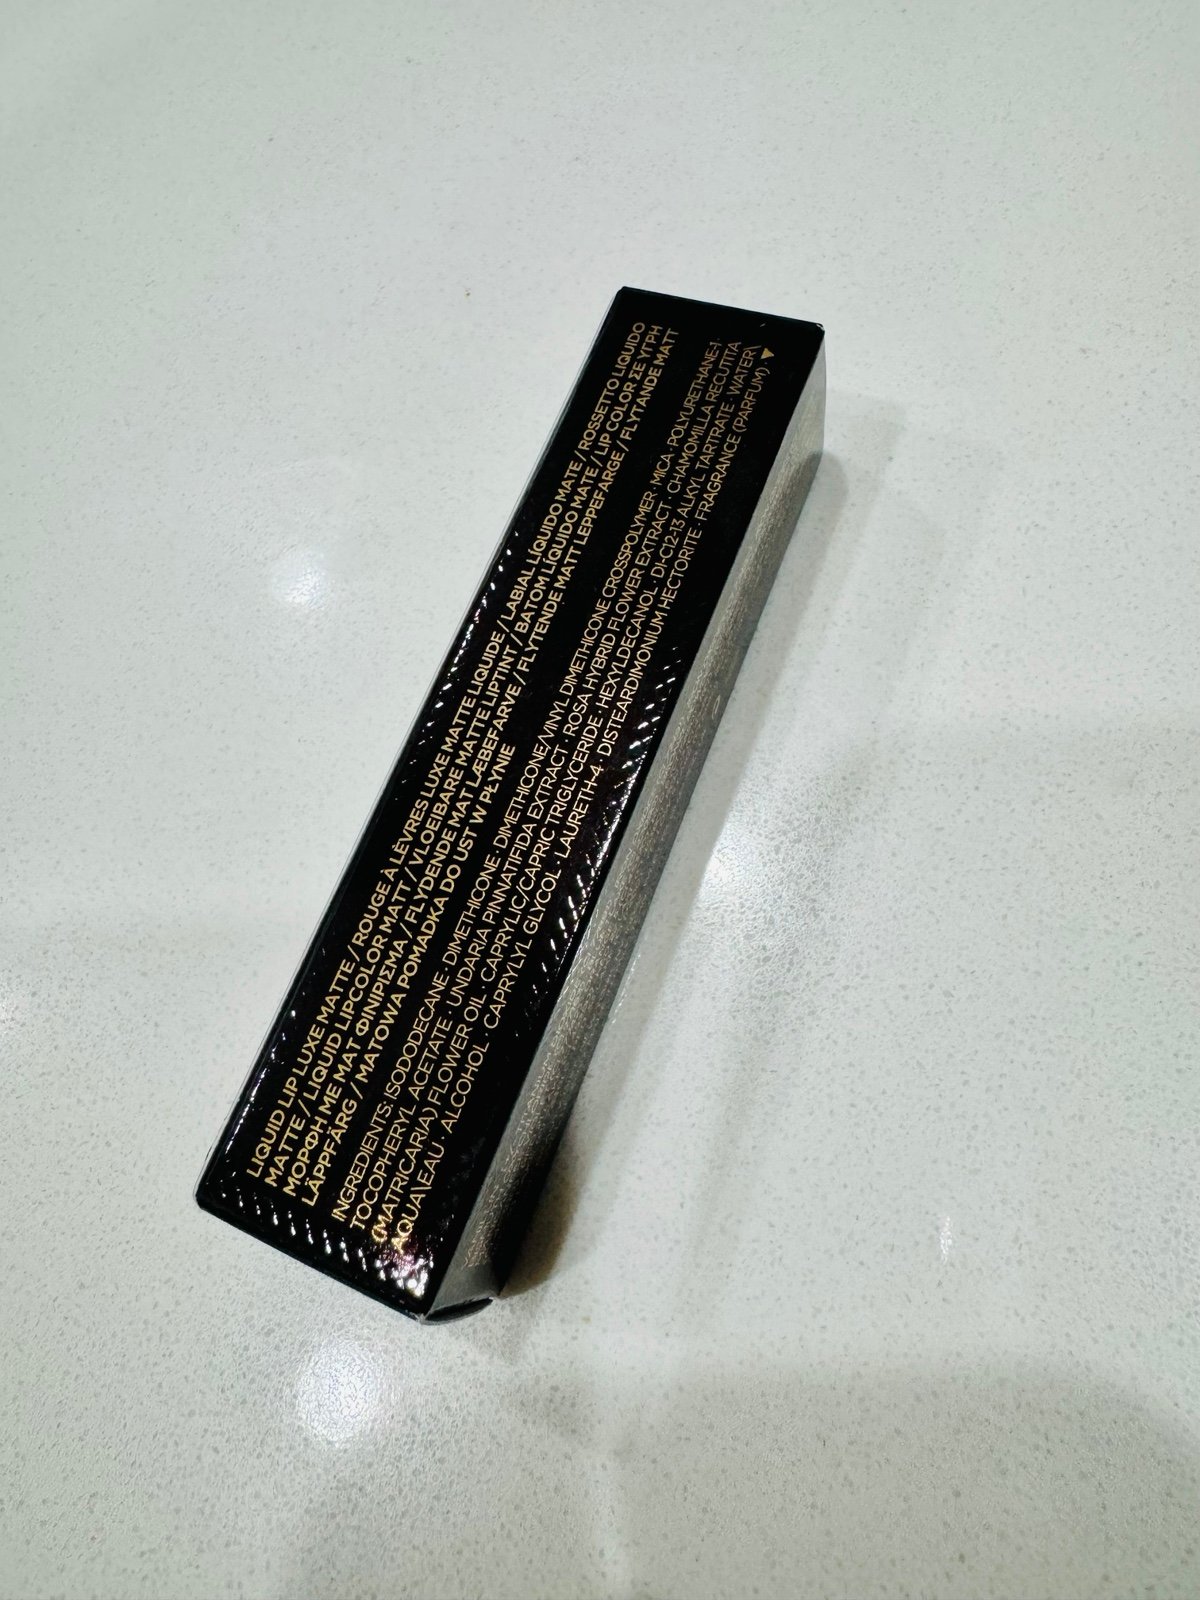 LIQUID LIP LUXE MATTE / ROUGE A LÈVRES LUXE MATTE LIQUIDE / LABIAL LÍQUIDO MATE / ROSSETTO LIQUIDO
MATTE / LIQUID LIPCOLOR MATT / VLOEIBARE MATTE LIPTINT / BATOM LÍQUIDO MATE / LIP COLOR ΣΕ ΥΓΡΗ
ΜΟΡΦΗ ΜΕ ΜΑΤ ΦΙΝΙΡΙΣΜΑ / FLYDENDE MAT LÆBEFARVE / FLYTENDE MATT LEPPEFARGE / FLYTANDE MATT
LÄPPFÄRG / MATOWA POMADKA DO UST W PŁYNIE
INGREDIENTS: ISODODECANE · DIMETHICONE · DIMETHICONE/VINYL DIMETHICONE CROSSPOLYMER · MICA · POLYURETHANE-1 ·
TOCOPHERYL ACETATE · UNDARIA PINNATIFIDA EXTRACT · ROSA HYBRID FLOWER EXTRACT · CHAMOMILLA RECUTITA
(MATRICARIA) FLOWER OIL · CAPRYLIC/CAPRIC TRIGLYCERIDE · HEXYLDECANOL · DI-C12-13 ALKYL TARTRATE · WATER\
AQUA\EAU · ALCOHOL · CAPRYLYL GLYCOL · LAURETH-4 · DISTEARDIMONIUM HECTORITE · FRAGRANCE (PARFUM) ·